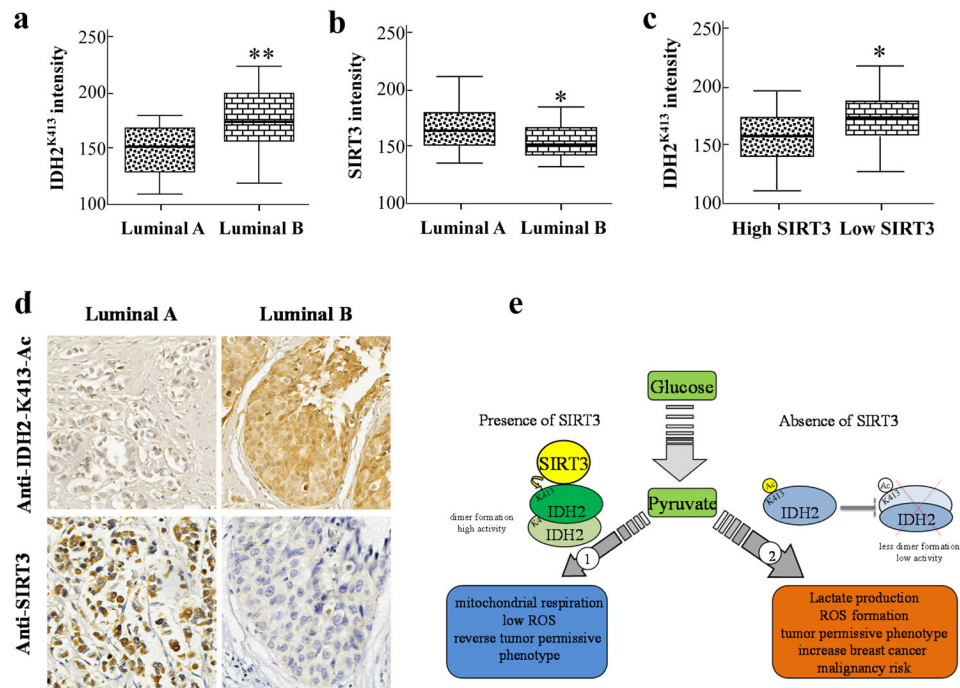 a
250
200
150
100
IDH2^K413 intensity
**
Luminal A
Luminal B
b
250
200
150
100
SIRT3 intensity
*
Luminal A
Luminal B
c
250
200
150
100
IDH2^K413 intensity
*
High SIRT3
Low SIRT3
d
Luminal A
Luminal B
Anti-IDH2-K413-Ac
Anti-SIRT3
e
Glucose
Presence of SIRT3
Absence of SIRT3
SIRT3
K413
IDH2
K4
IDH2
dimer formation
high activity
Pyruvate
Ac
K413
IDH2
Ac
K413
IDH2
less dimer formation
low activity
1
2
mitochondrial respiration
low ROS
reverse tumor permissive
phenotype
Lactate production
ROS formation
tumor permissive phenotype
increase breast cancer
malignancy risk